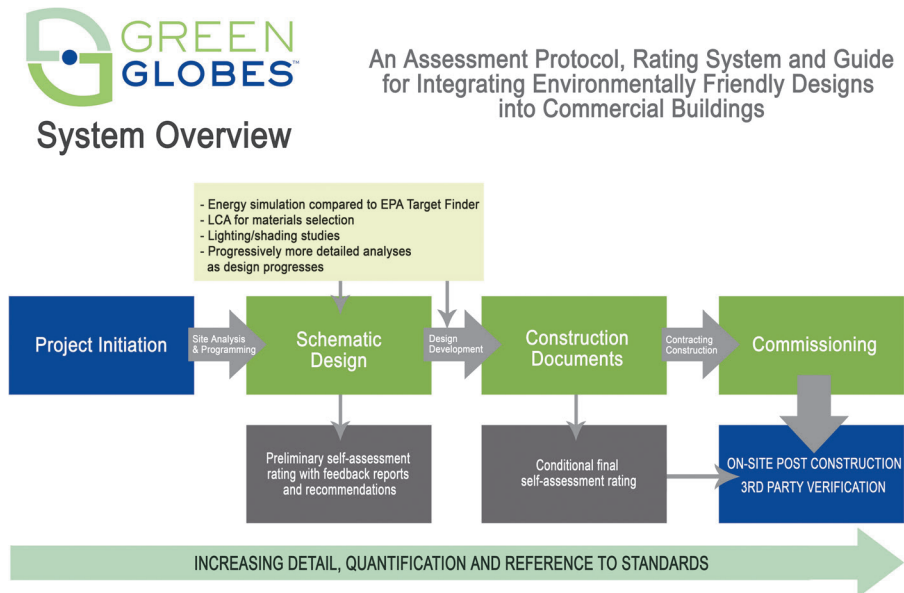 GREEN
GLOBES™
System Overview
An Assessment Protocol, Rating System and Guide
for Integrating Environmentally Friendly Designs
into Commercial Buildings
- Energy simulation compared to EPA Target Finder
- LCA for materials selection
- Lighting/shading studies
- Progressively more detailed analyses
as design progresses
Project Initiation
Site Analysis
& Programming
Schematic
Design
Design
Development
Construction
Documents
Contracting
Construction
Commissioning
Preliminary self-assessment
rating with feedback reports
and recommendations
Conditional final
self-assessment rating
ON-SITE POST CONSTRUCTION
3RD PARTY VERIFICATION
INCREASING DETAIL, QUANTIFICATION AND REFERENCE TO STANDARDS